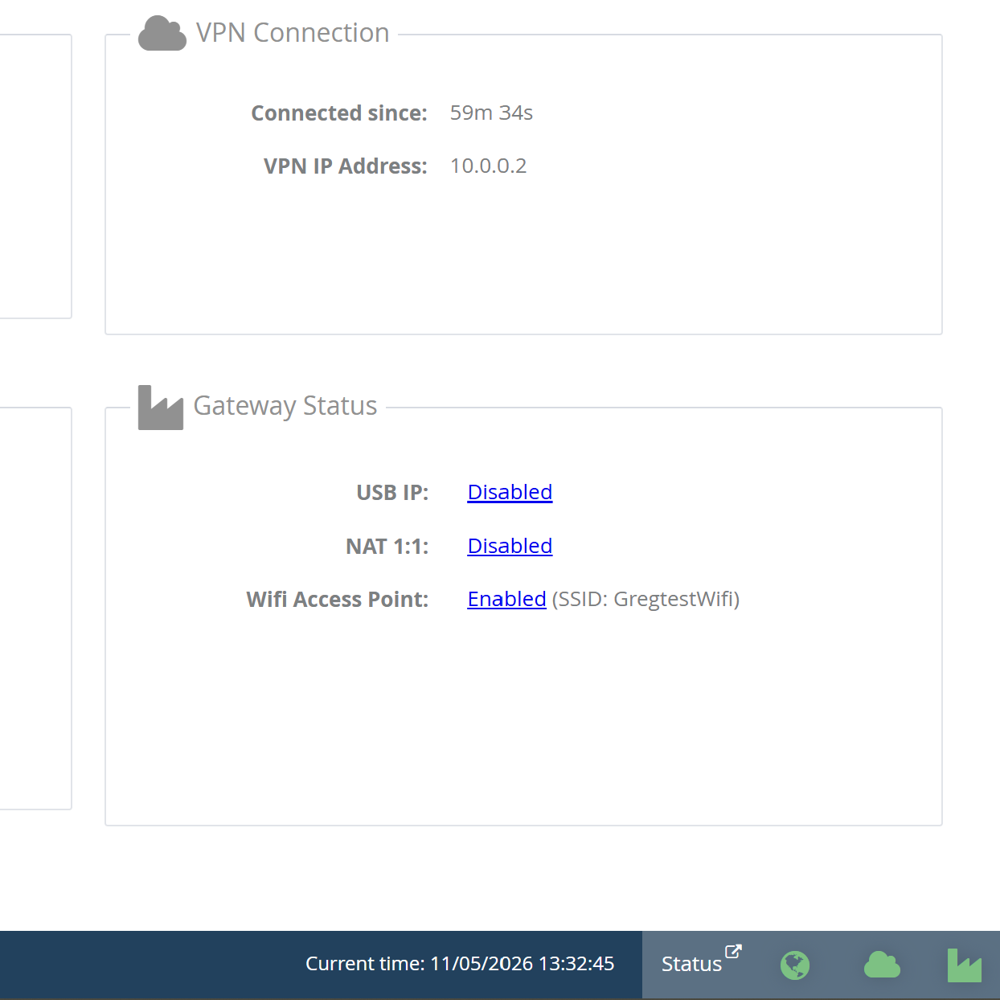 VPN Connection
Connected since: 59m 34s
VPN IP Address: 10.0.0.2
Gateway Status
USB IP: Disabled
NAT 1:1: Disabled
Wifi Access Point: Enabled (SSID: GregtestWifi)
Current time: 11/05/2026 13:32:45 Status